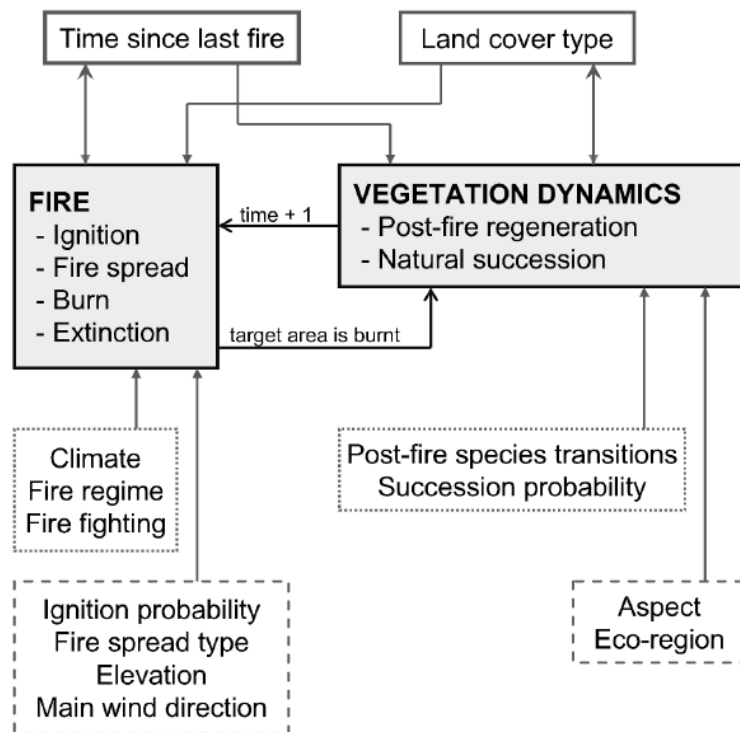 Time since last fire
Land cover type
FIRE
- Ignition
- Fire spread
- Burn
- Extinction
time + 1
target area is burnt
VEGETATION DYNAMICS
- Post-fire regeneration
- Natural succession
Climate
Fire regime
Fire fighting
Post-fire species transitions
Succession probability
Ignition probability
Fire spread type
Elevation
Main wind direction
Aspect
Eco-region